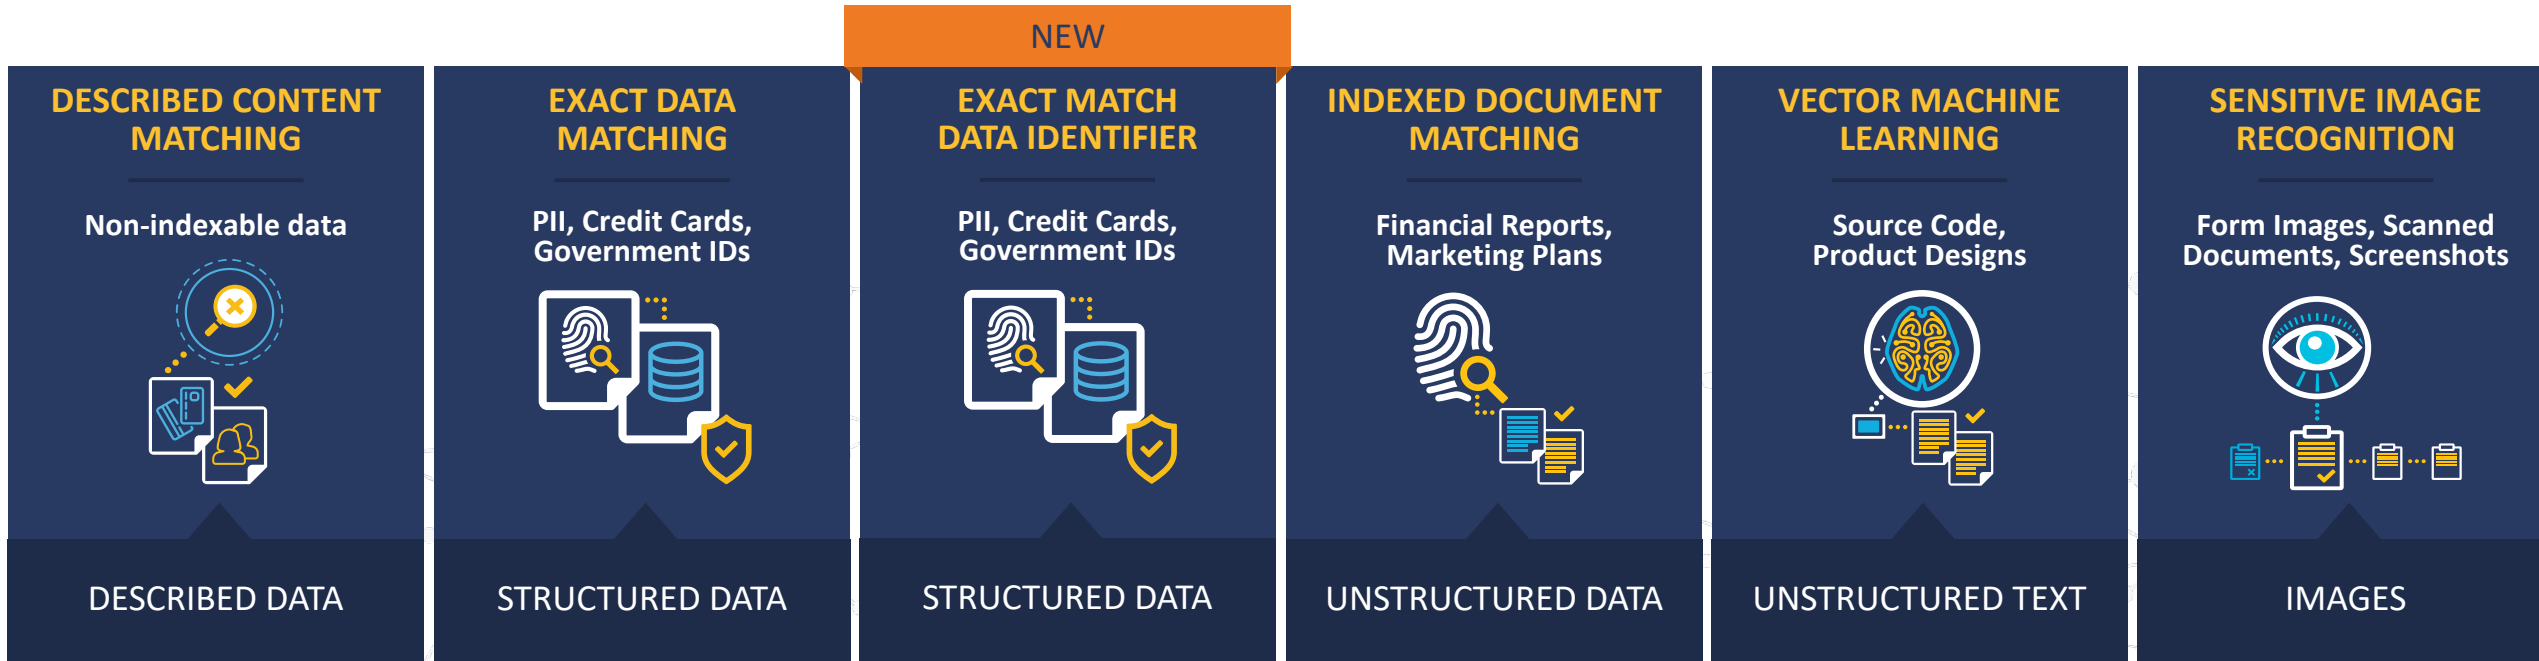 NEW
DESCRIBED CONTENT
MATCHING
Non-indexable data
DESCRIBED DATA
EXACT DATA
MATCHING
PII, Credit Cards,
Government IDs
STRUCTURED DATA
EXACT MATCH
DATA IDENTIFIER
PII, Credit Cards,
Government IDs
STRUCTURED DATA
INDEXED DOCUMENT
MATCHING
Financial Reports,
Marketing Plans
UNSTRUCTURED DATA
VECTOR MACHINE
LEARNING
Source Code,
Product Designs
UNSTRUCTURED TEXT
SENSITIVE IMAGE
RECOGNITION
Form Images, Scanned
Documents, Screenshots
IMAGES